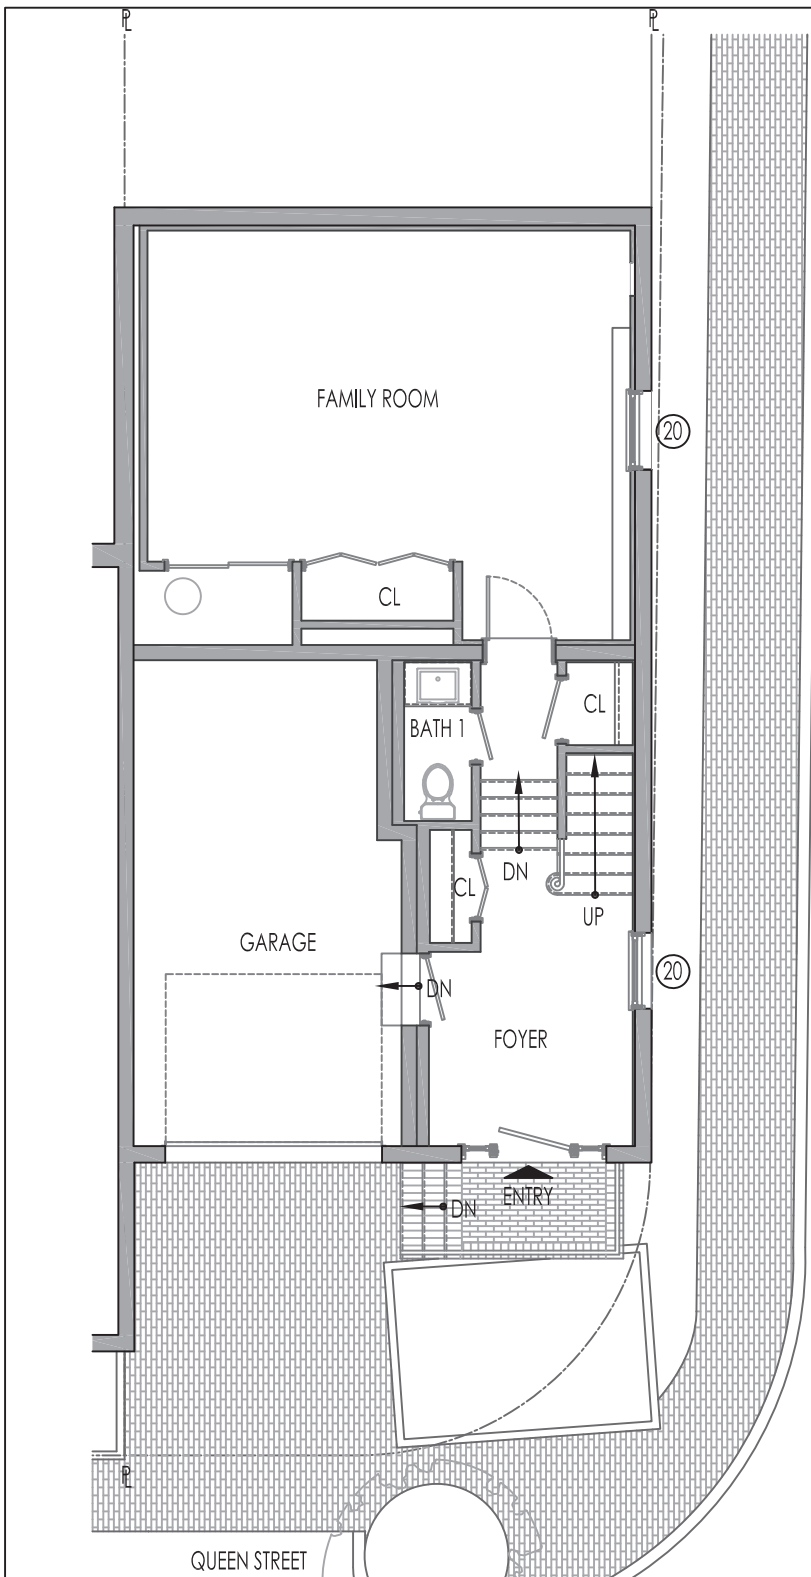 PL
PL
FAMILY ROOM
20
CL
CL
BATH 1
DN
CL
UP
GARAGE
20
DN
FOYER
ENTRY
DN
PL
QUEEN STREET